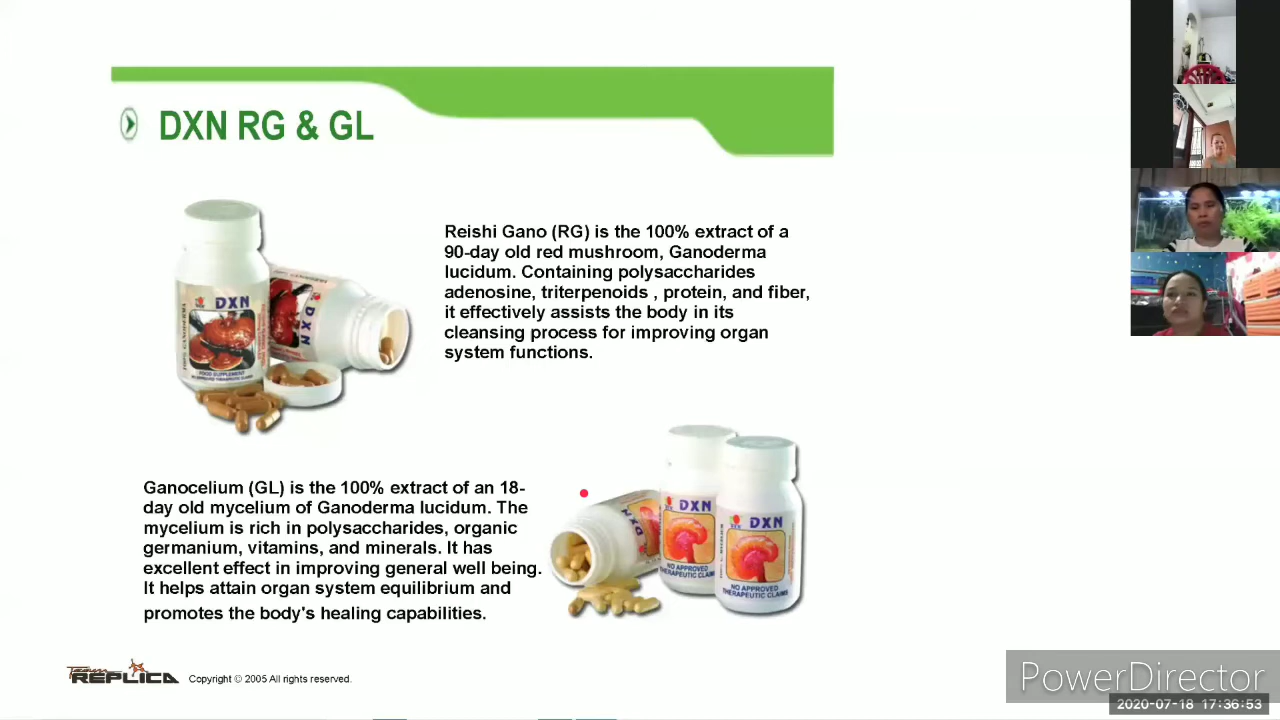 DXN RG & GL
Reishi Gano (RG) is the 100% extract of a
90-day old red mushroom, Ganoderma
lucidum. Containing polysaccharides
adenosine, triterpenoids , protein, and fiber,
it effectively assists the body in its
cleansing process for improving organ
system functions.
DXN
DXN
FOOD SUPPLEMENT
Ganocelium (GL) is the 100% extract of an 18-
day old mycelium of Ganoderma lucidum. The
mycelium is rich in polysaccharides, organic
germanium, vitamins, and minerals. It has
excellent effect in improving general well being.
It helps attain organ system equilibrium and
promotes the body's healing capabilities.
DXN
DXN
NO APPROVED
THERAPEUTIC CLAIMS
DXN
NO APPROVED
THERAPEUTIC CLAIMS
Team
REPLICA
Copyright © 2005 All rights reserved.
PowerDirector
2020-07-18 17:36:53